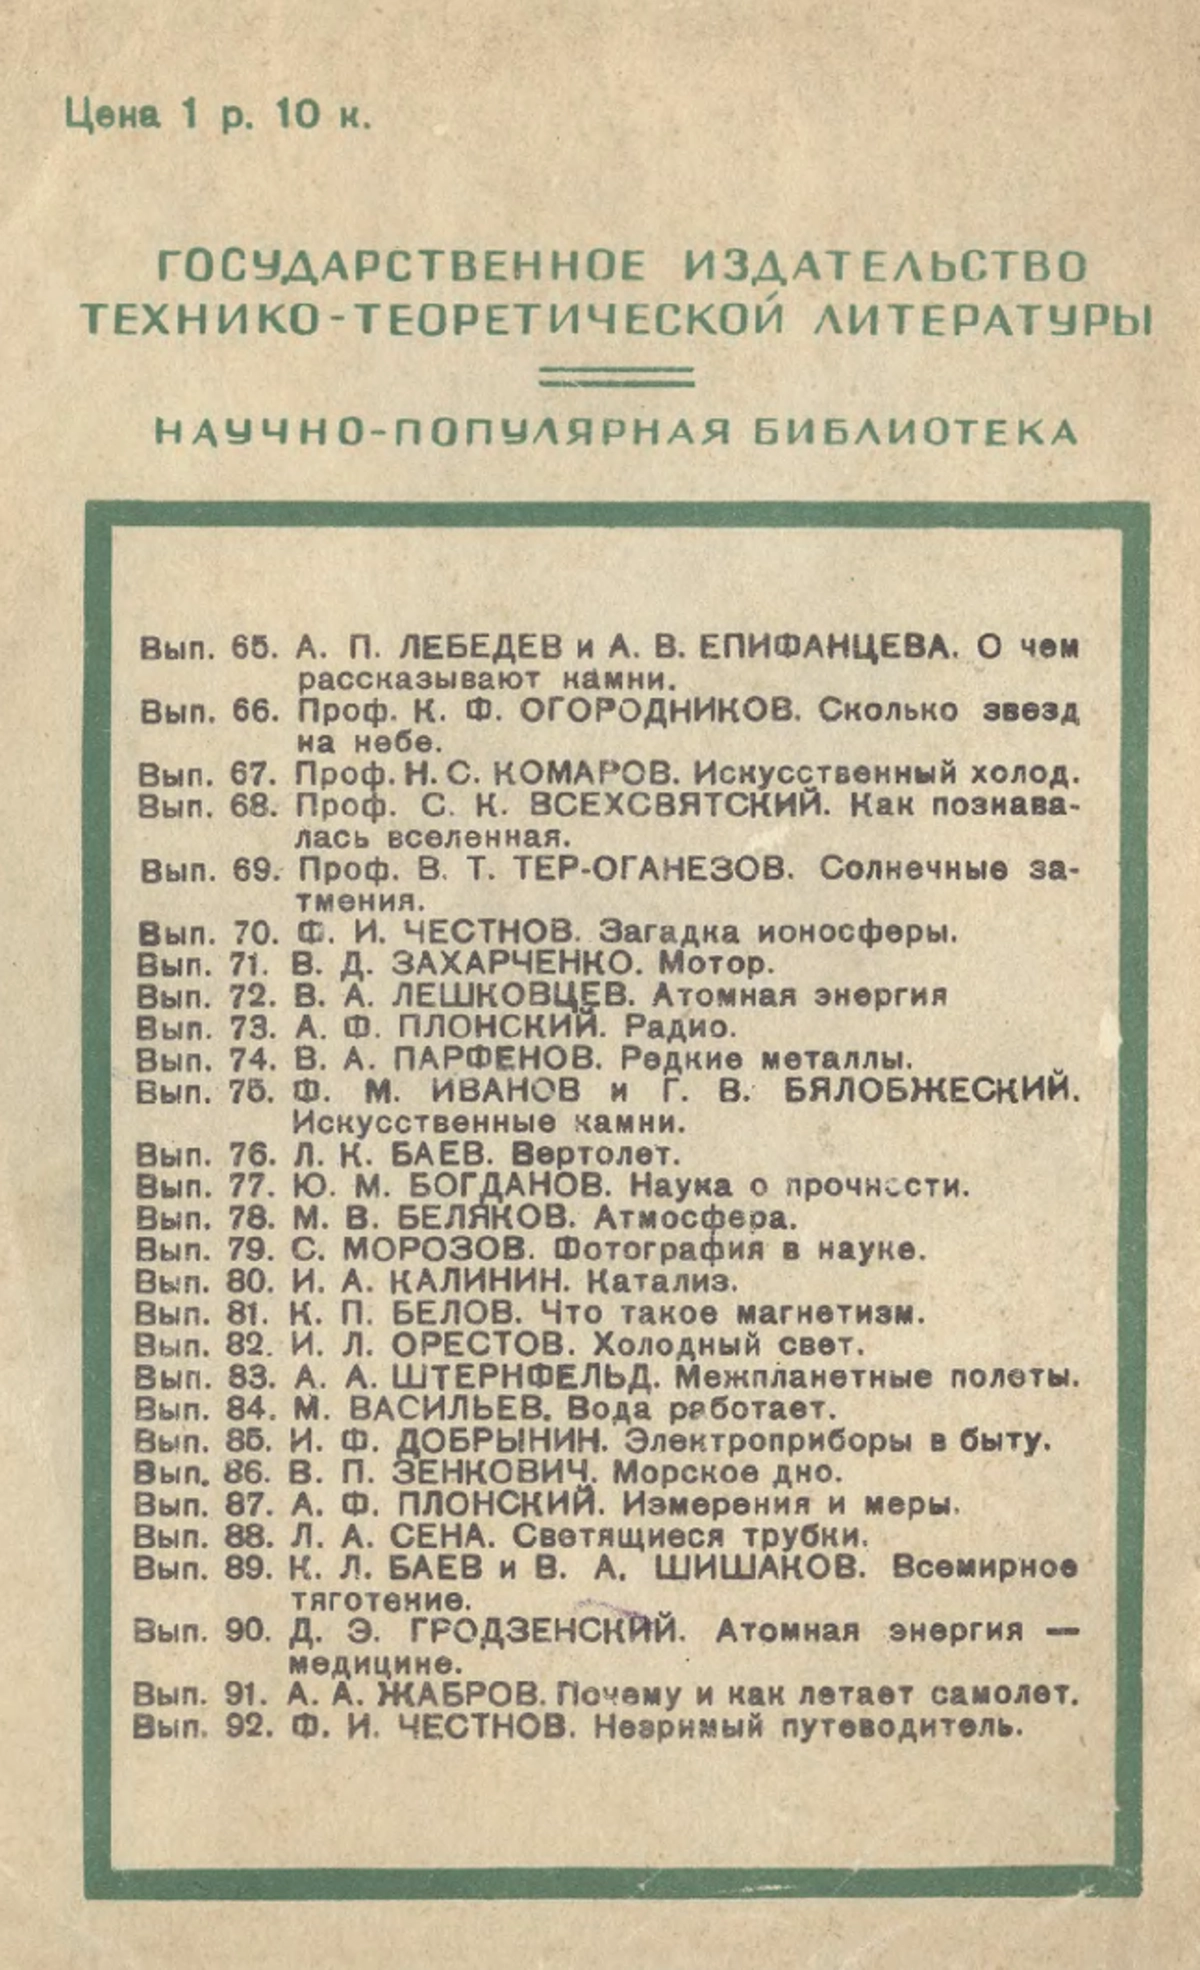 Цена 1 р. 10 к.
ГОСУДАРСТВЕННОЕ ИЗДАТЕЛЬСТВО
ТЕХНИКО-ТЕОРЕТИЧЕСКОЙ ЛИТЕРАТУРЫ
НАУЧНО-ПОПУЛЯРНАЯ БИБЛИОТЕКА
Вып. 65. А. П. ЛЕБЕДЕВ и А. В. ЕПИФАНЦЕВА. О чем
рассказывают камни.
Вып. 66. Проф. К. Ф. ОГОРОДНИКОВ. Сколько звезд
на небе.
Вып. 67. Проф. Н. С. КОМАРОВ. Искусственный холод.
Вып. 68. Проф. С. К. ВСЕХСВЯТСКИЙ. Как познава-
лась вселенная.
Вып. 69. Проф. В. Т. ТЕР-ОГАНЕЗОВ. Солнечные за-
тмения.
Вып. 70. Ф. И. ЧЕСТНОВ. Загадка ионосферы.
Вып. 71. В. Д. ЗАХАРЧЕНКО. Мотор.
Вып. 72. В. А. ЛЕШКОВЦЕВ. Атомная энергия
Вып. 73. А. Ф. ПЛОНСКИЙ. Радио.
Вып. 74. В. А. ПАРФЕНОВ. Редкие металлы.
Вып. 75. Ф. М. ИВАНОВ и Г. В. БЯЛОБЖЕСКИЙ.
Искусственные камни.
Вып. 76. Л. К. БАЕВ. Вертолет.
Вып. 77. Ю. М. БОГДАНОВ. Наука о прочности.
Вып. 78. М. В. БЕЛЯКОВ. Атмосфера.
Вып. 79. С. МОРОЗОВ. Фотография в науке.
Вып. 80. И. А. КАЛИНИН. Катализ.
Вып. 81. К. П. БЕЛОВ. Что такое магнетизм.
Вып. 82. И. Л. ОРЕСТОВ. Холодный свет.
Вып. 83. А. А. ШТЕРНФЕЛЬД. Межпланетные полеты.
Вып. 84. М. ВАСИЛЬЕВ. Вода работает.
Вып. 85. И. Ф. ДОБРЫНИН. Электроприборы в быту.
Вып. 86. В. П. ЗЕНКОВИЧ. Морское дно.
Вып. 87. А. Ф. ПЛОНСКИЙ. Измерения и меры.
Вып. 88. Л. А. СЕНА. Светящиеся трубки.
Вып. 89. К. Л. БАЕВ и В. А. ШИШАКОВ. Всемирное
тяготение.
Вып. 90. Д. Э. ГРОДЗЕНСКИЙ. Атомная энергия —
медицине.
Вып. 91. А. А. ЖАБРОВ. Почему и как летает самолет.
Вып. 92. Ф. И. ЧЕСТНОВ. Незримый путеводитель.